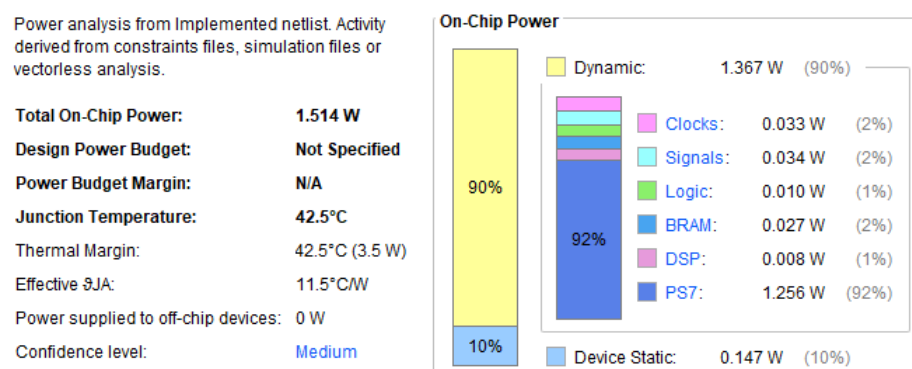 Power analysis from Implemented netlist. Activity
derived from constraints files, simulation files or
vectorless analysis.
Total On-Chip Power: 1.514 W
Design Power Budget: Not Specified
Power Budget Margin: N/A
Junction Temperature: 42.5°C
Thermal Margin: 42.5°C (3.5 W)
Effective ϑJA: 11.5°C/W
Power supplied to off-chip devices: 0 W
Confidence level: Medium
On-Chip Power
90%
10%
Dynamic: 1.367 W (90%)
92%
Clocks: 0.033 W (2%)
Signals: 0.034 W (2%)
Logic: 0.010 W (1%)
BRAM: 0.027 W (2%)
DSP: 0.008 W (1%)
PS7: 1.256 W (92%)
Device Static: 0.147 W (10%)